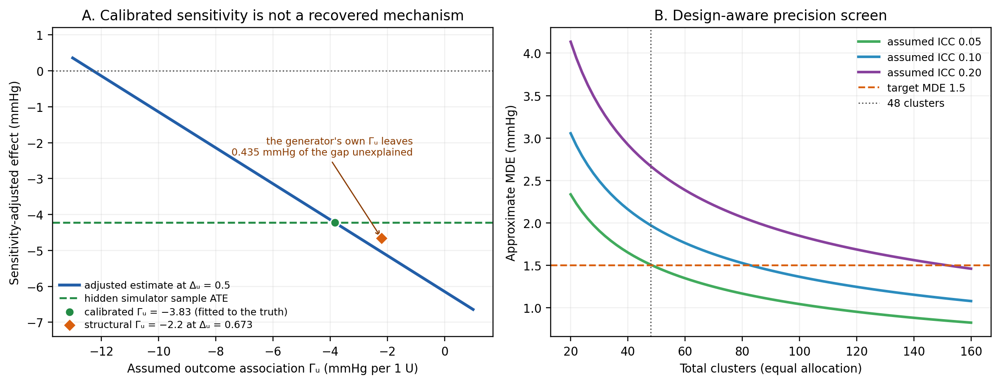 A. Calibrated sensitivity is not a recovered mechanism
Sensitivity-adjusted effect (mmHg)
1
0
−1
−2
−3
−4
−5
−6
−7
the generator's own Γᵤ leaves
0.435 mmHg of the gap unexplained
adjusted estimate at Δᵤ = 0.5
hidden simulator sample ATE
calibrated Γᵤ = −3.83 (fitted to the truth)
structural Γᵤ = −2.2 at Δᵤ = 0.673
−12 −10 −8 −6 −4 −2 0
Assumed outcome association Γᵤ (mmHg per 1 U)
B. Design-aware precision screen
Approximate MDE (mmHg)
4.0
3.5
3.0
2.5
2.0
1.5
1.0
assumed ICC 0.05
assumed ICC 0.10
assumed ICC 0.20
target MDE 1.5
48 clusters
20 40 60 80 100 120 140 160
Total clusters (equal allocation)